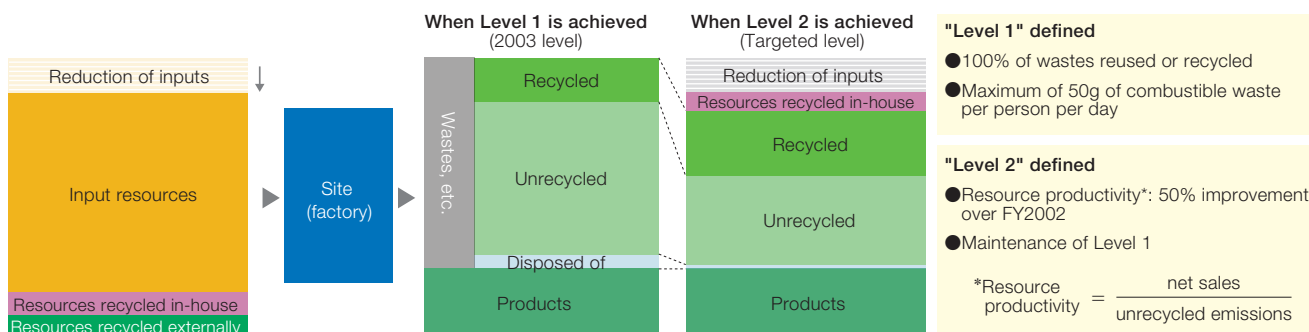 Reduction of inputs
↓
Input resources
Resources recycled in-house
Resources recycled externally
Site
(factory)
When Level 1 is achieved
(2003 level)
Wastes, etc.
Recycled
Unrecycled
Disposed of
Products
When Level 2 is achieved
(Targeted level)
Reduction of inputs
Resources recycled in-house
Recycled
Unrecycled
Products
"Level 1" defined
●100% of wastes reused or recycled
●Maximum of 50g of combustible waste
per person per day
"Level 2" defined
●Resource productivity*: 50% improvement
over FY2002
●Maintenance of Level 1
*Resource
productivity
=
net sales
unrecycled emissions